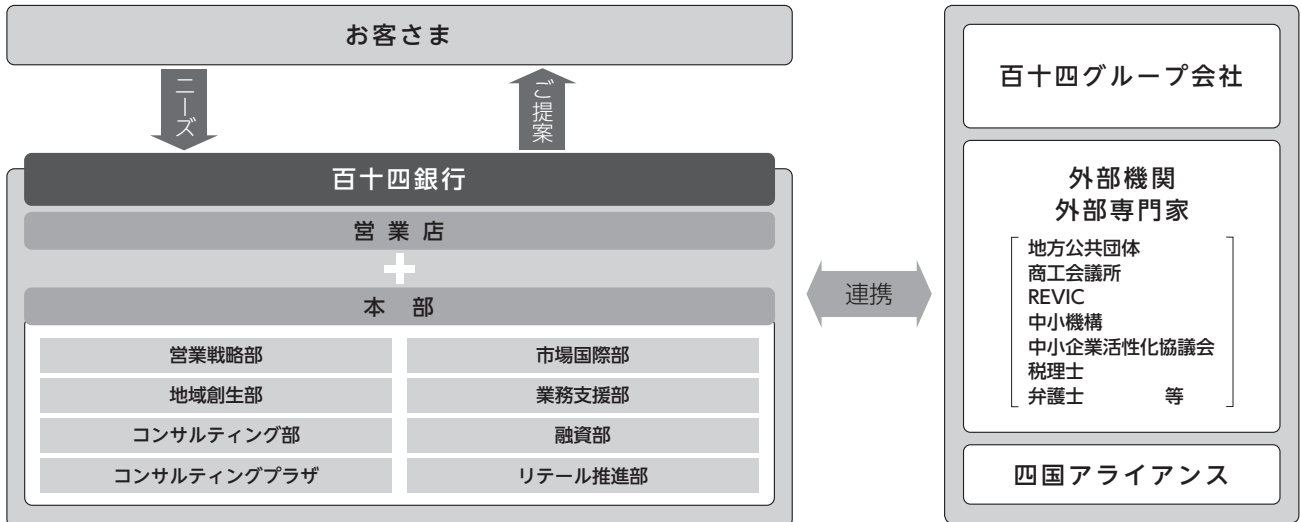 お客さま
ニーズ
ご提案
百十四銀行
営業店
本部
営業戦略部
市場国際部
地域創生部
業務支援部
コンサルティング部
融資部
コンサルティングプラザ
リテール推進部
連携
百十四グループ会社
外部機関
外部専門家
地方公共団体
商工会議所
REVIC
中小機構
中小企業活性化協議会
税理士
弁護士 等
四国アライアンス